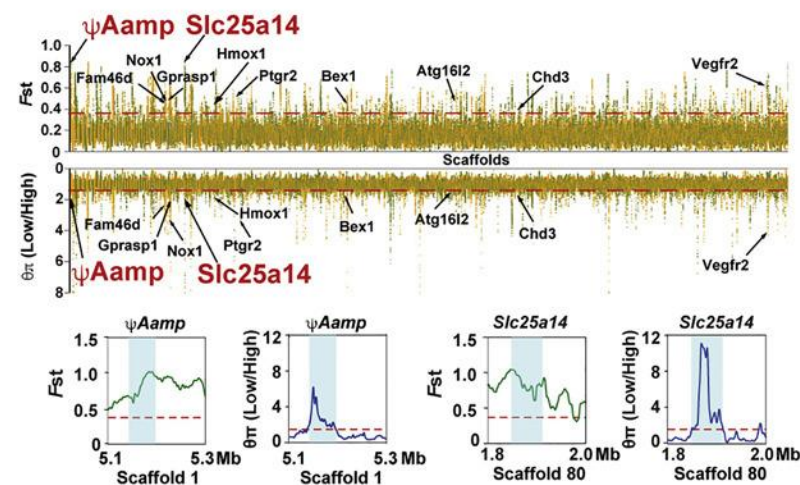 ψAamp Slc25a14
Nox1 Hmox1
Fam46d Gprasp1 Ptgr2 Bex1 Atg16l2 Chd3 Vegfr2
Fst
1.0
0.8
0.6
0.4
0.2
0
Scaffolds
θπ (Low/High)
0
2
4
6
8
Fam46d Hmox1 Bex1 Atg16l2 Chd3
Gprasp1 Nox1 Ptgr2 Vegfr2
ψAamp Slc25a14
ψAamp ψAamp Slc25a14 Slc25a14
Fst
1.5
1.0
0.5
0
5.1 5.3 Mb
Scaffold 1
θπ (Low/High)
12
8
4
0
5.1 5.3 Mb
Scaffold 1
Fst
1.5
1.0
0.5
0
1.8 2.0 Mb
Scaffold 80
θπ (Low/High)
12
8
4
0
1.8 2.0 Mb
Scaffold 80